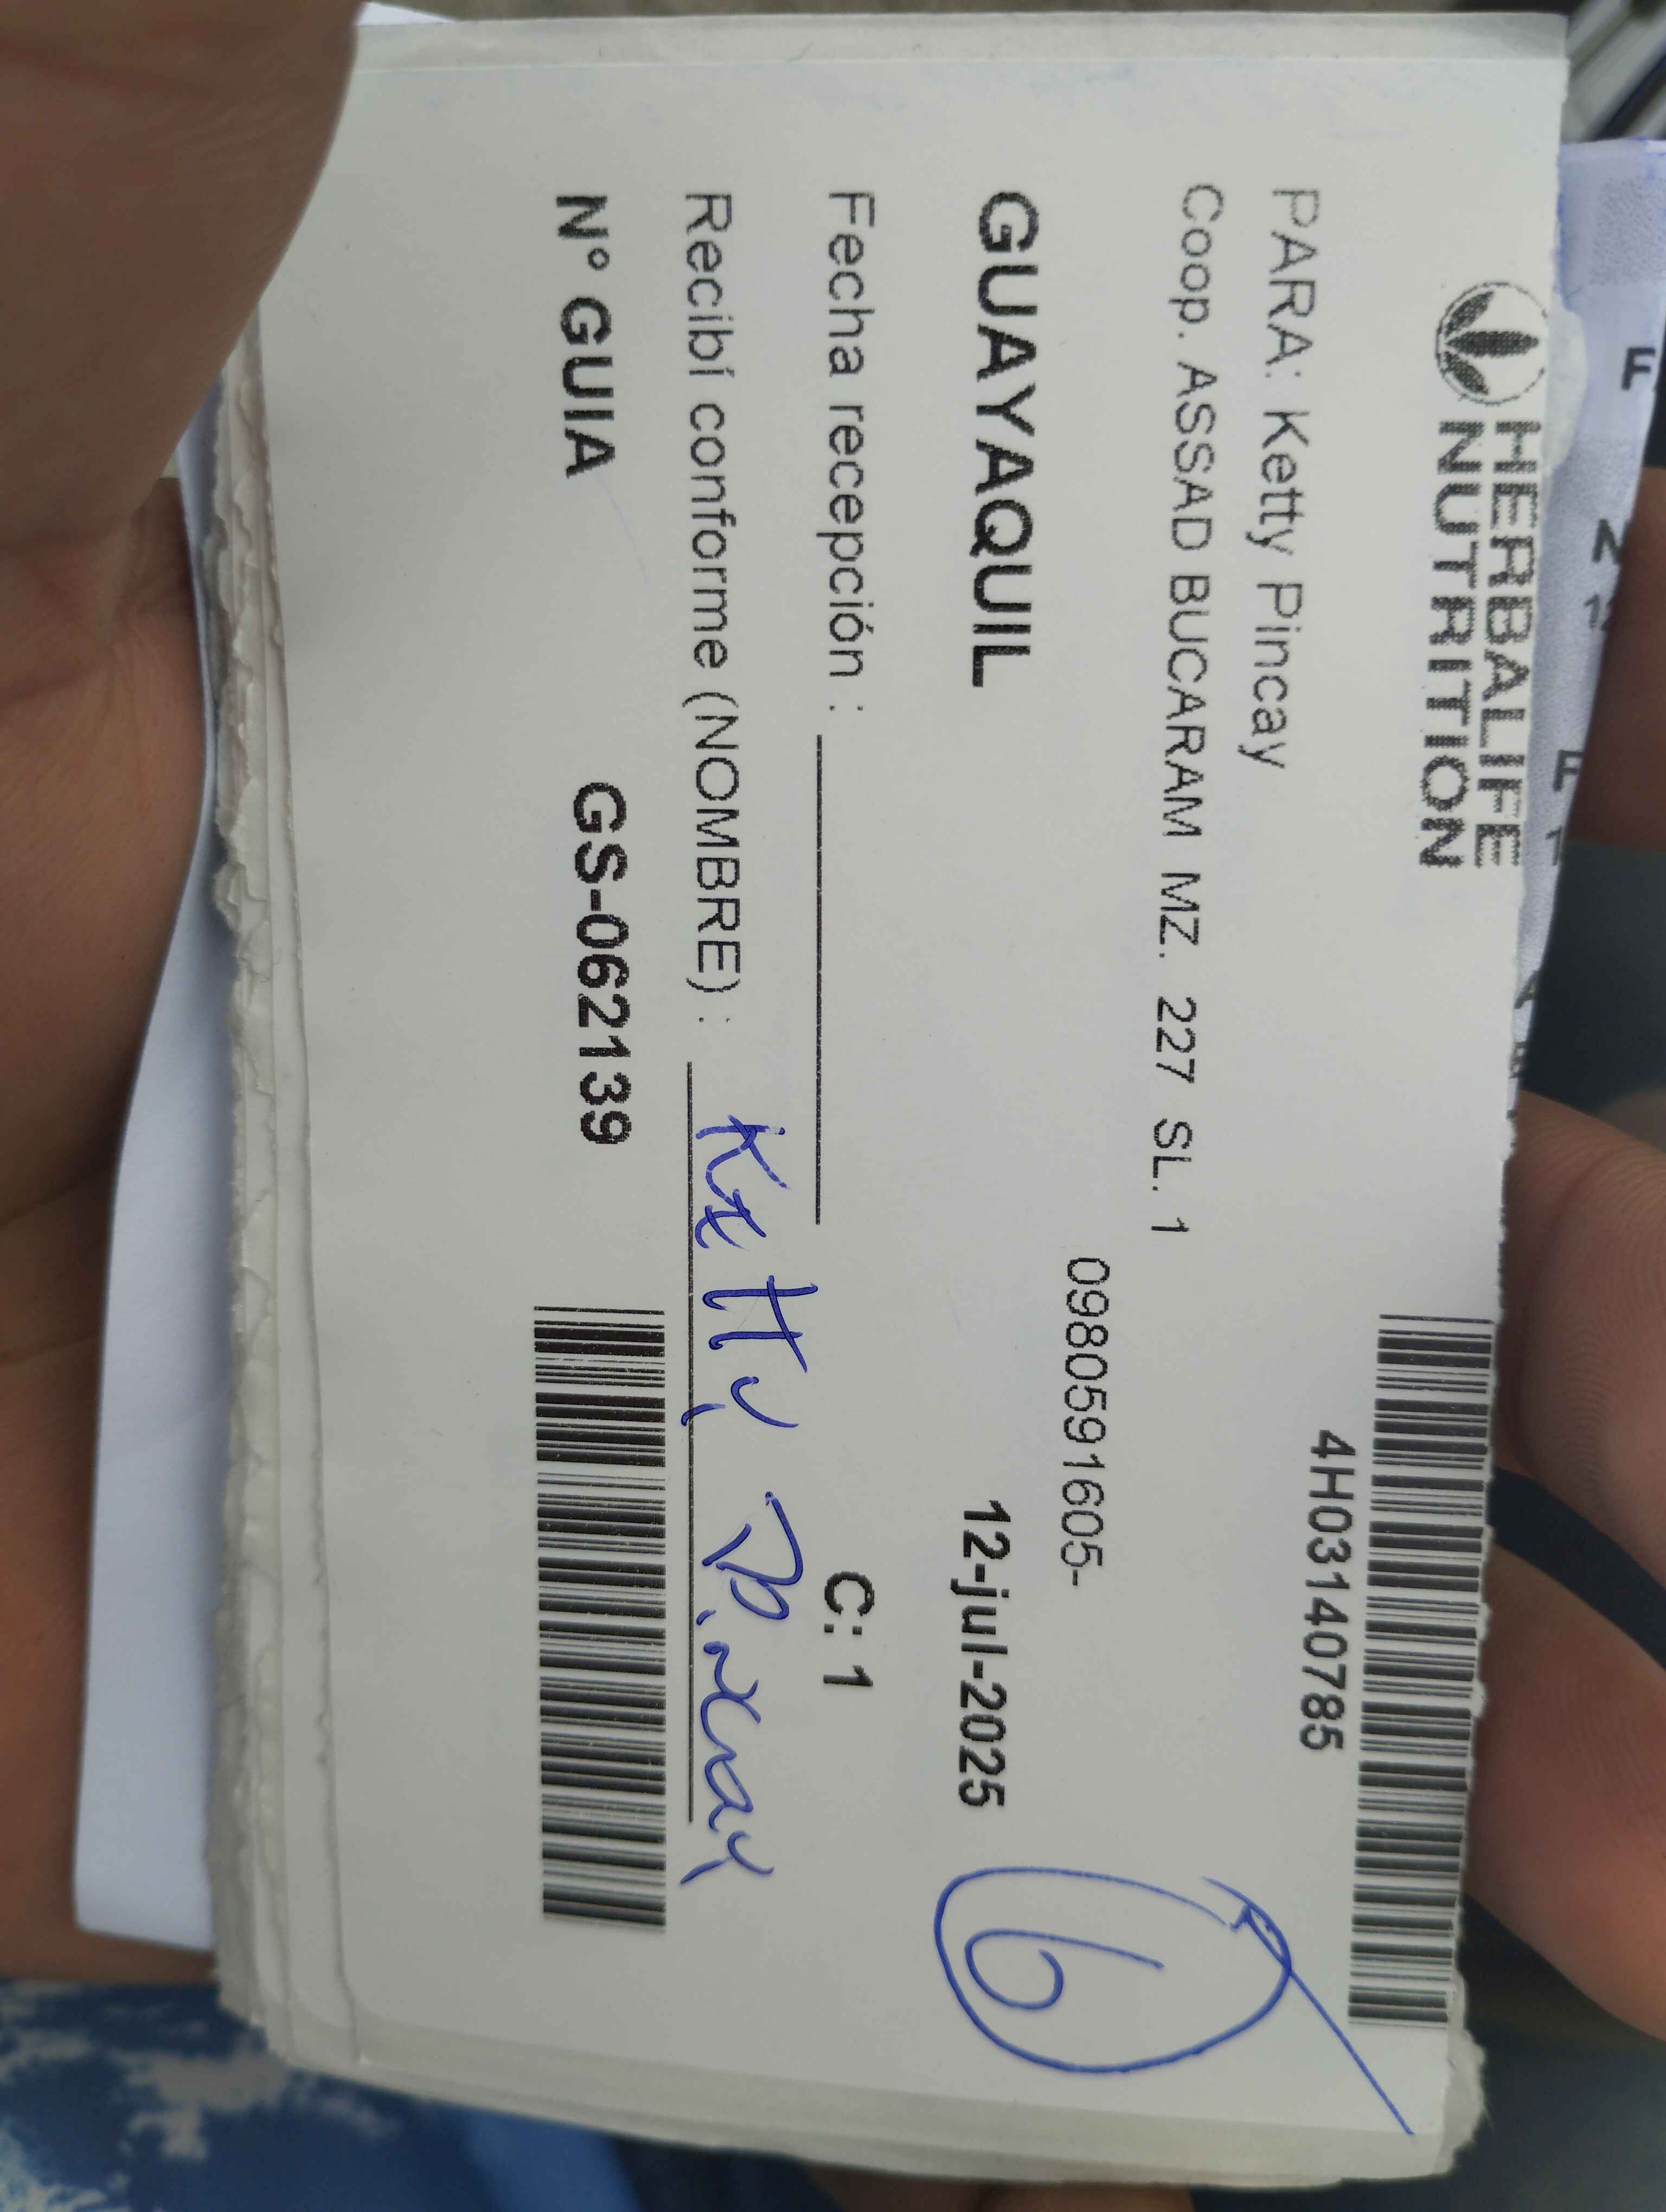 HERBALIFE
NUTRITION
4H03140785
PARA: Ketty Pincay
Coop. ASSAD BUCARAM MZ. 227 SL. 1
0980591605-
GUAYAQUIL 12-jul-2025
6
Fecha recepción : C: 1
Recibí conforme (NOMBRE) : Ketty Pincay
N° GUIA GS-062139